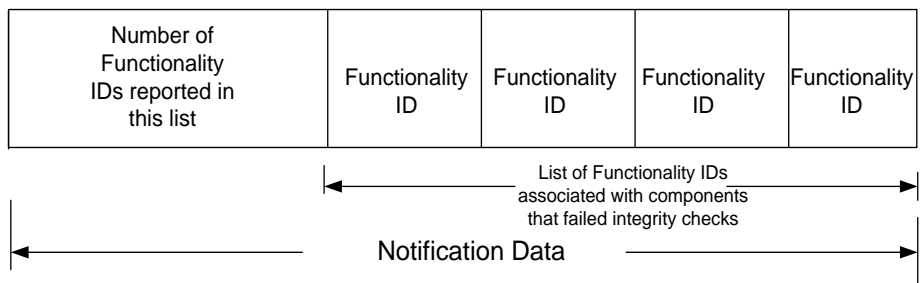 Number of
Functionality
IDs reported in
this list
Functionality
ID
Functionality
ID
Functionality
ID
Functionality
ID
List of Functionality IDs
associated with components
that failed integrity checks
Notification Data